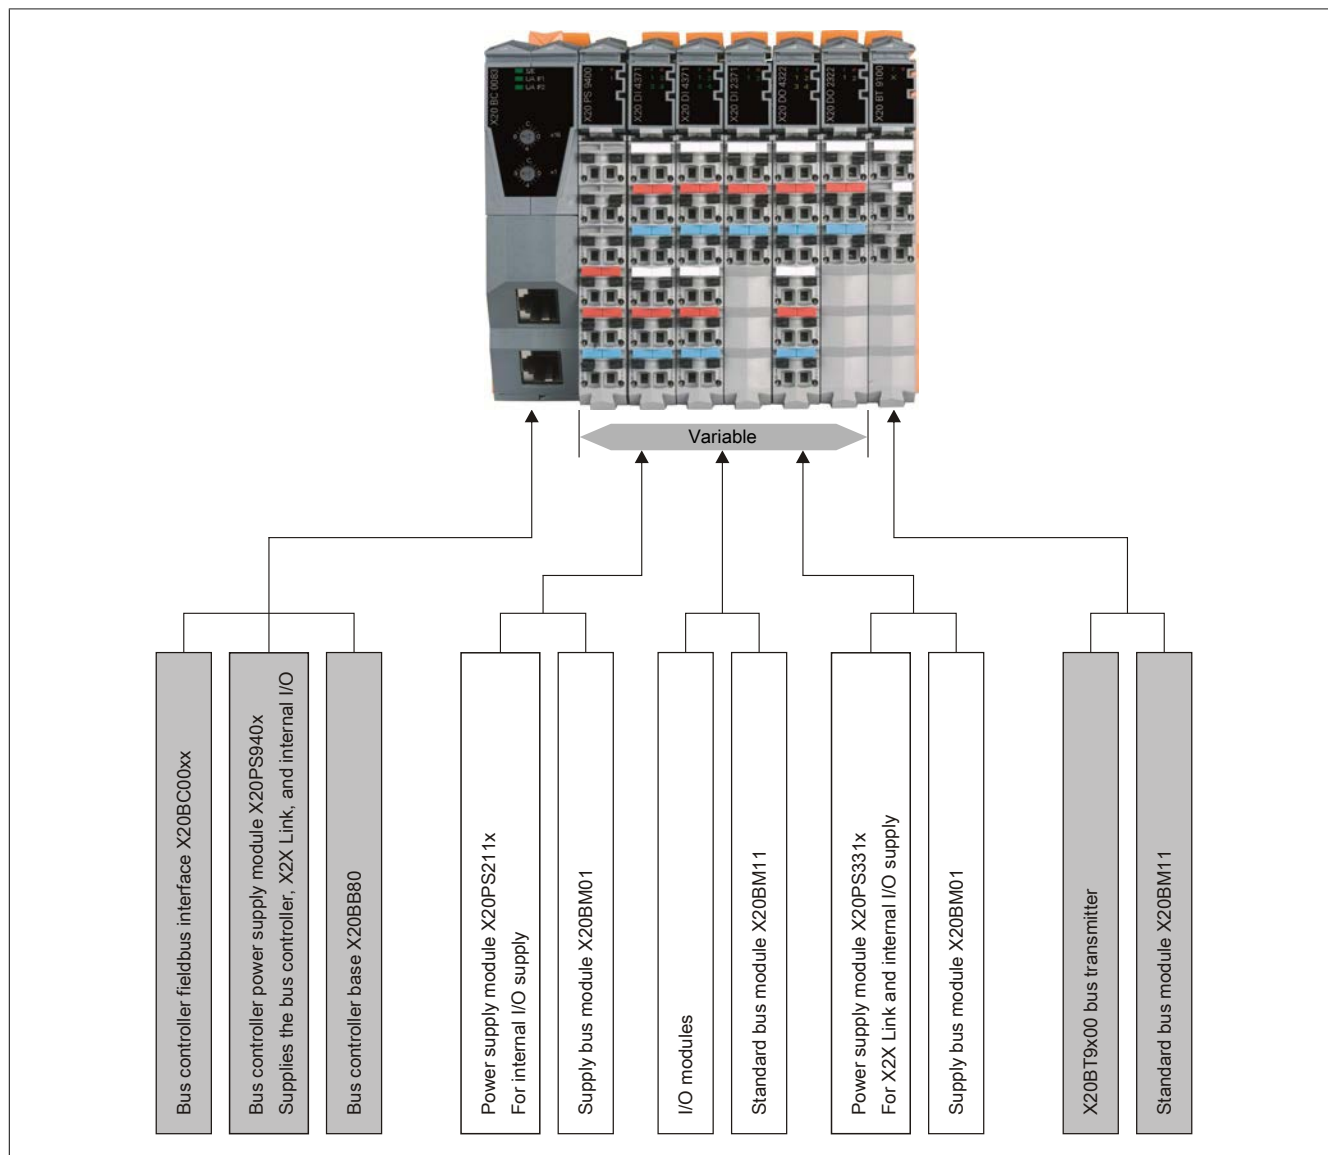 X20 BC 0083
X20 PS 9400
X20 DI 4371
X20 DI 4371
X20 DI 2371
X20 DO 4322
X20 DO 2322
X20 BT 9100
Variable
Bus controller fieldbus interface X20BC00xx
Bus controller power supply module X20PS940x
Supplies the bus controller, X2X Link, and internal I/O
Bus controller base X20BB80
Power supply module X20PS211x
For internal I/O supply
Supply bus module X20BM01
I/O modules
Standard bus module X20BM11
Power supply module X20PS331x
For X2X Link and internal I/O supply
Supply bus module X20BM01
X20BT9x00 bus transmitter
Standard bus module X20BM11